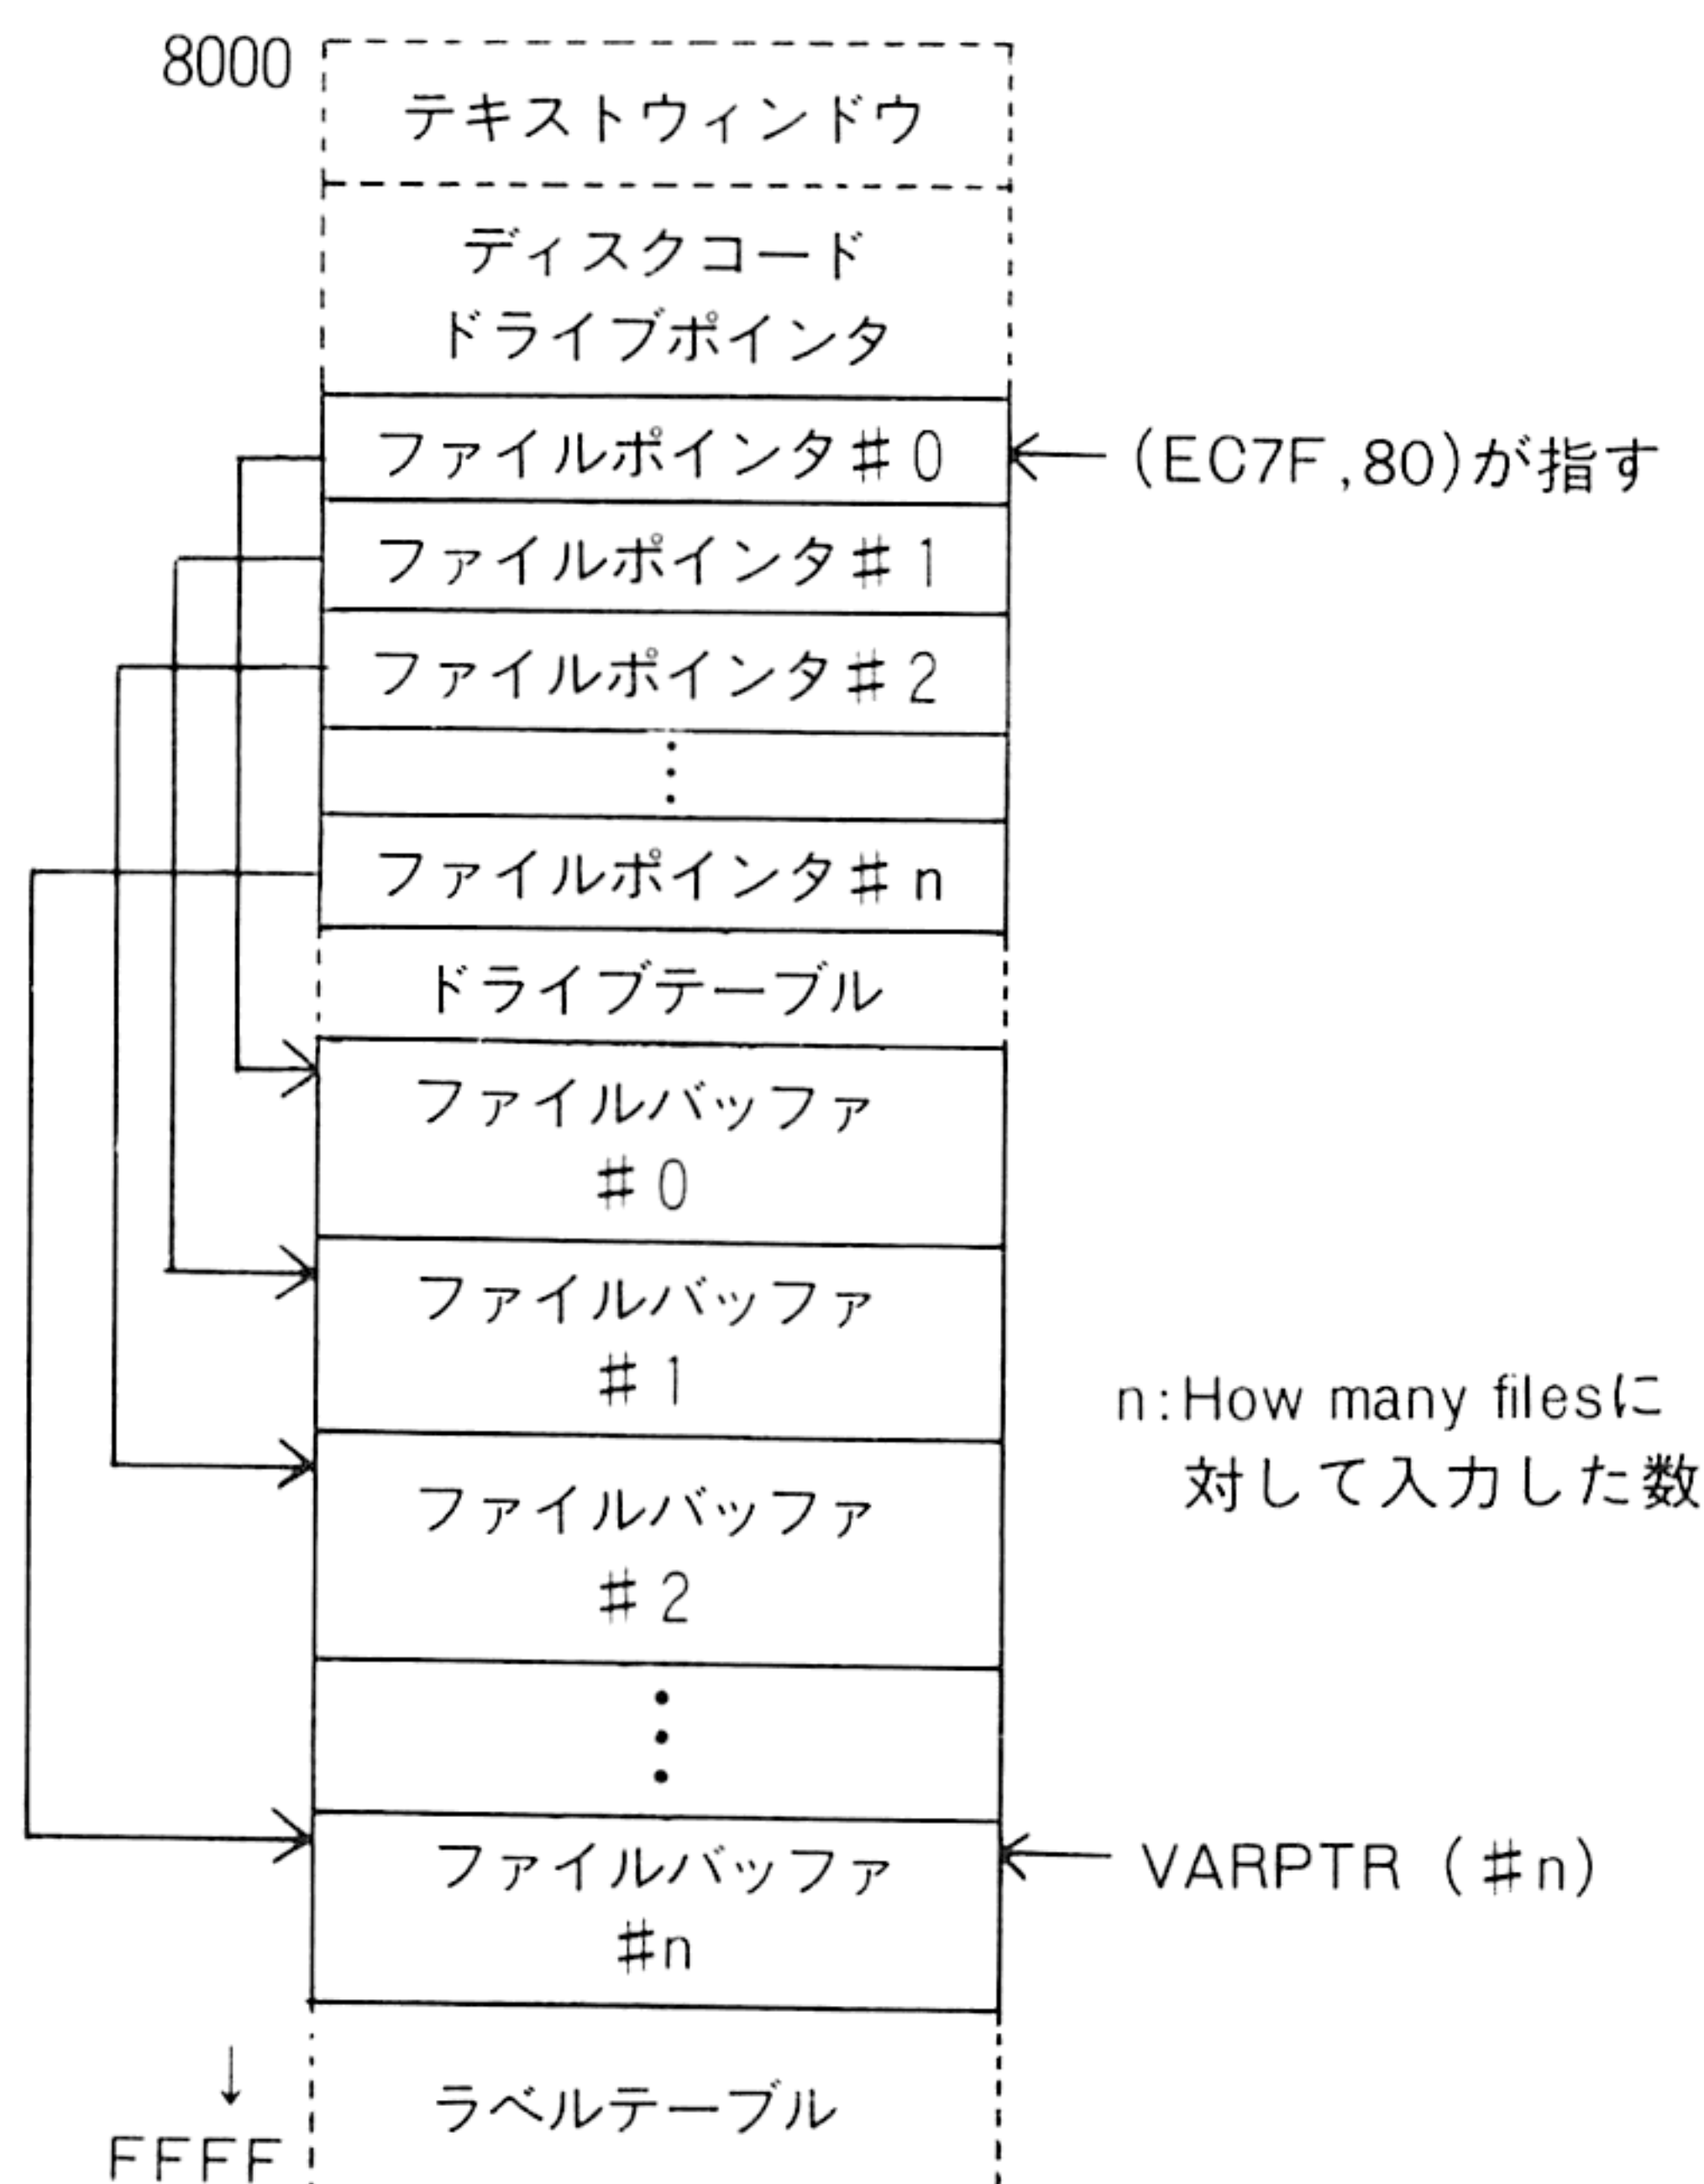 8000
テキストウィンドウ
ディスクコード
ドライブポインタ
ファイルポインタ♯0
(EC7F,80)が指す
ファイルポインタ♯1
ファイルポインタ♯2
⋮
ファイルポインタ♯n
ドライブテーブル
ファイルバッファ
♯0
ファイルバッファ
♯1
n:How many filesに
対して入力した数
ファイルバッファ
♯2
⋮
ファイルバッファ
♯n
VARPTR (♯n)
↓
FFFF
ラベルテーブル